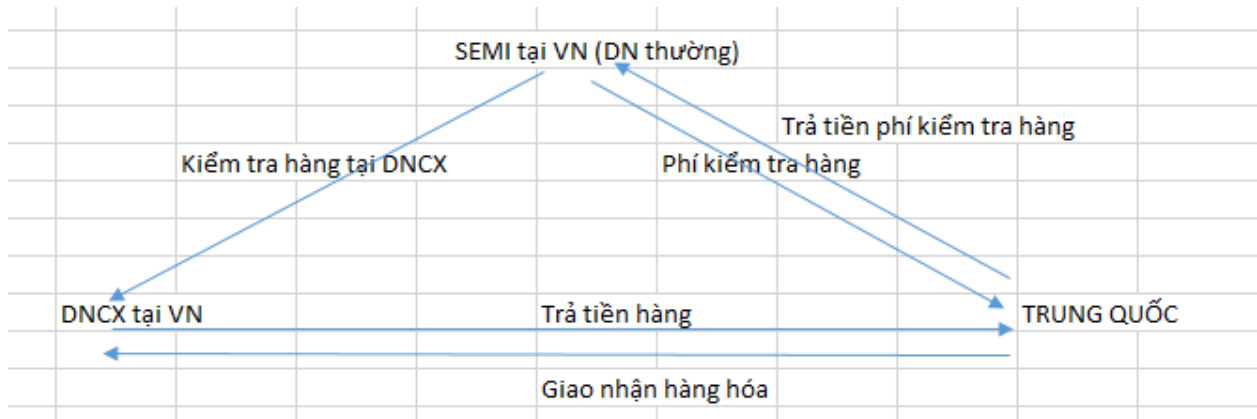 SEMI tại VN (DN thường)
Trả tiền phí kiểm tra hàng
Kiểm tra hàng tại DNCX
Phí kiểm tra hàng
DNCX tại VN
Trả tiền hàng
TRUNG QUỐC
Giao nhận hàng hóa